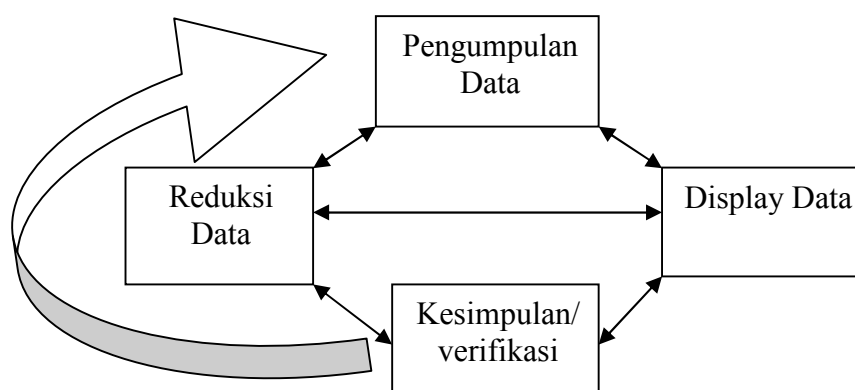 Pengumpulan
Data
Reduksi
Data
Display Data
Kesimpulan/
verifikasi